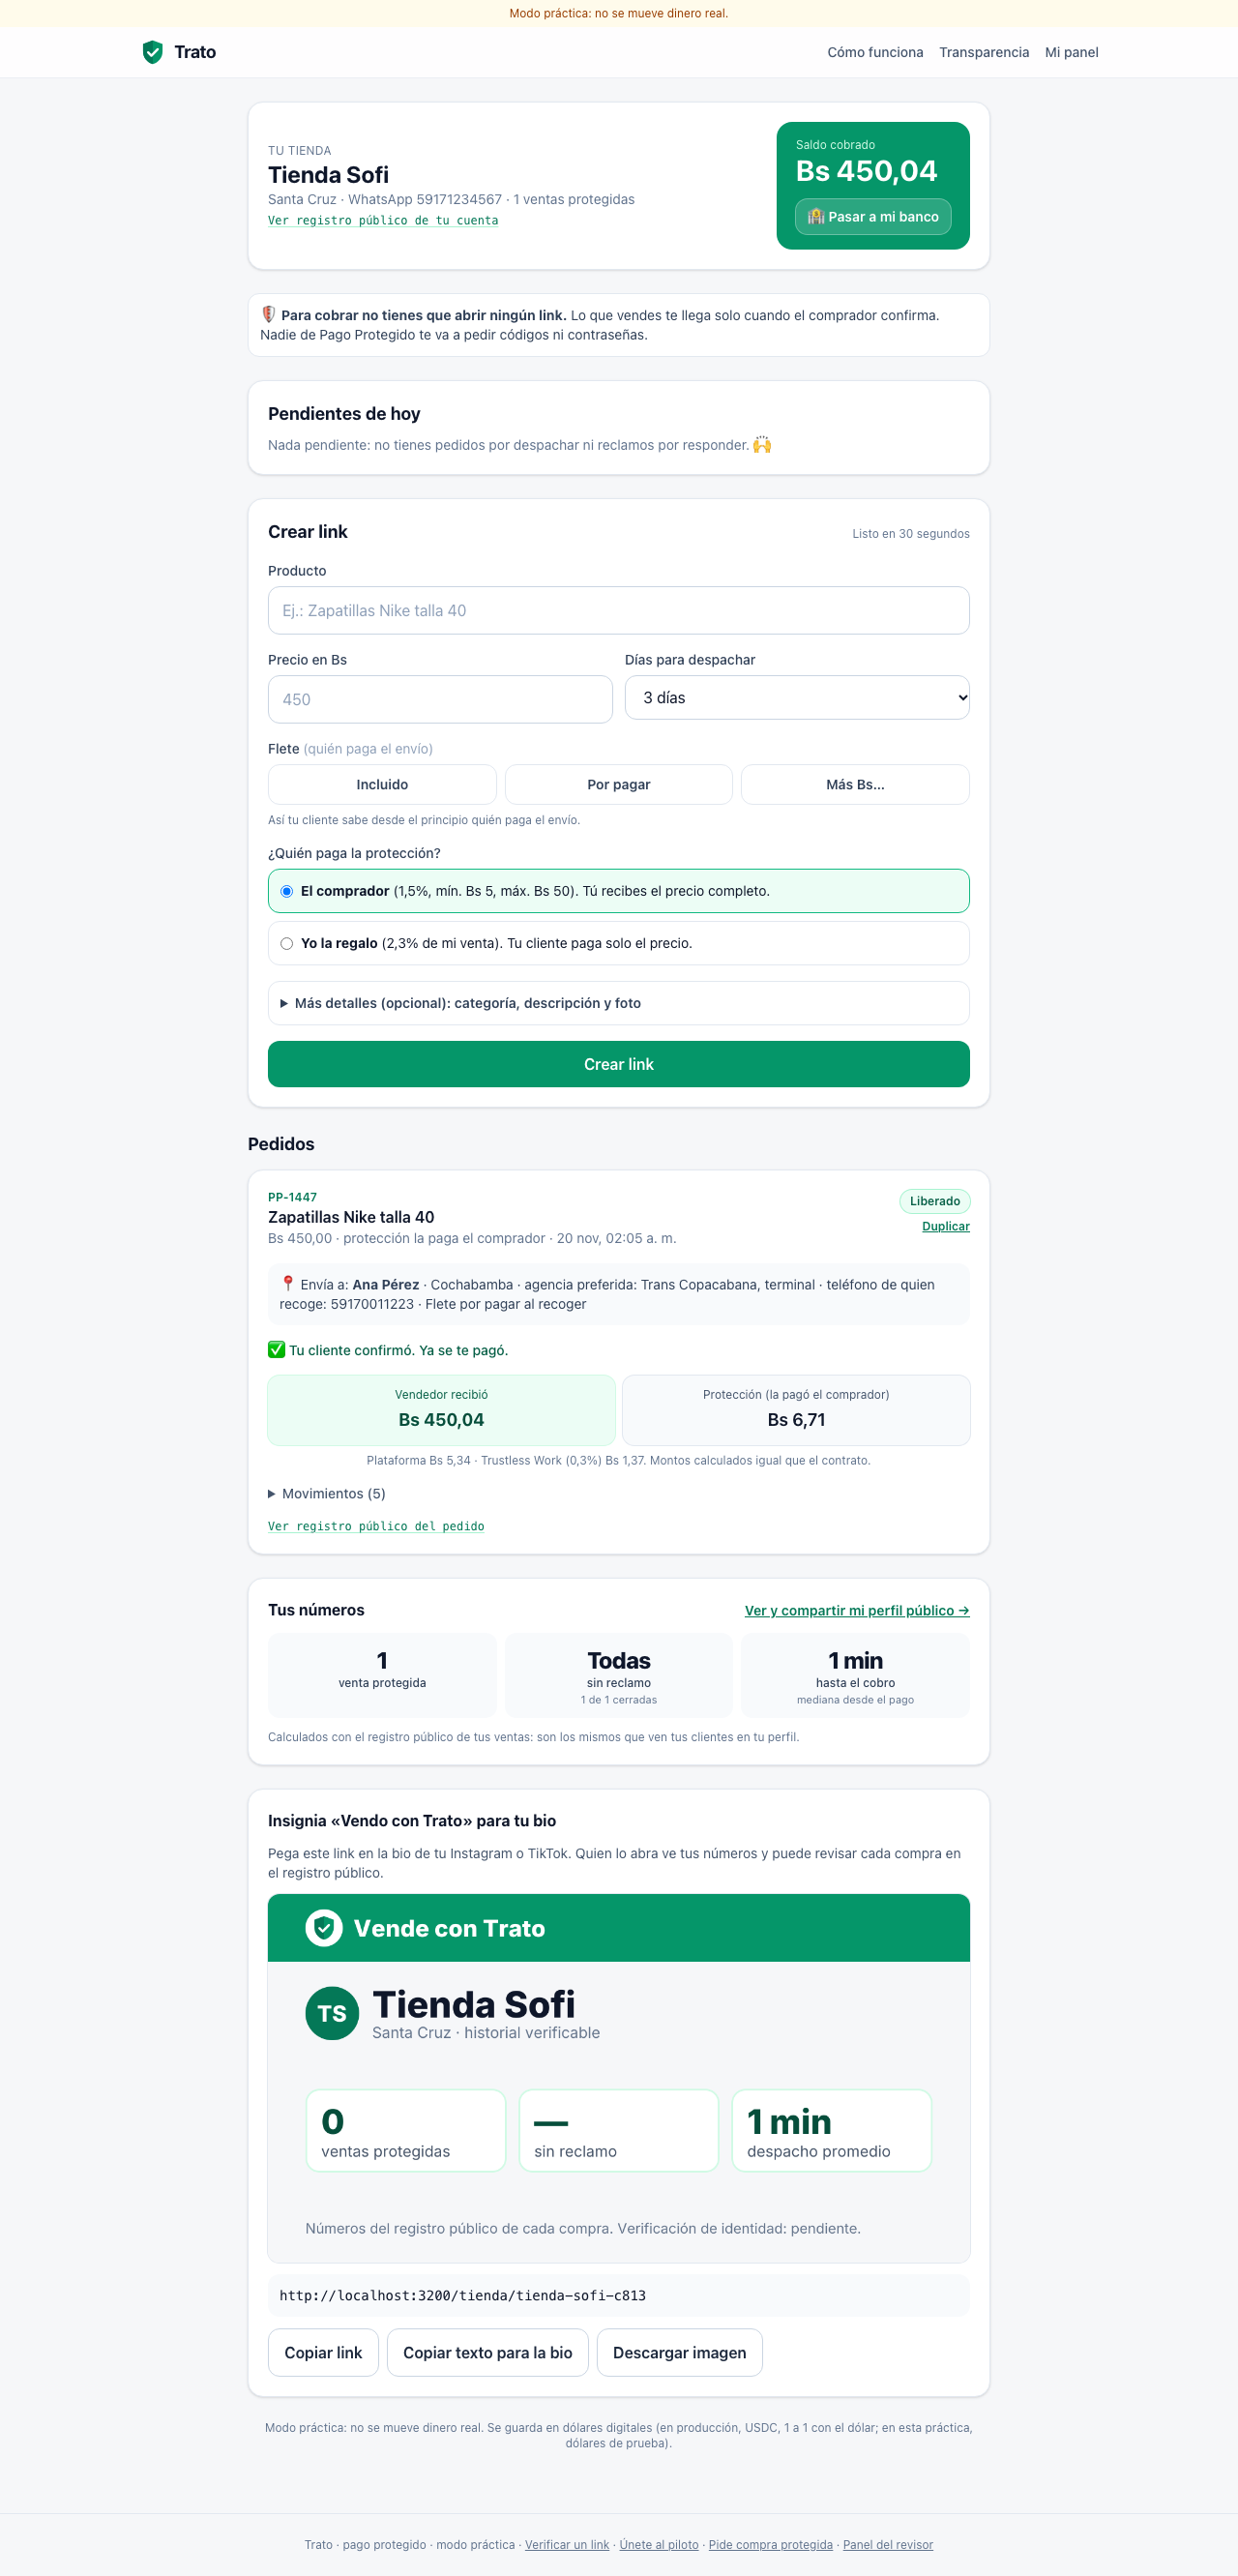 Modo práctica: no se mueve dinero real.
Trato
Cómo funciona Transparencia Mi panel
TU TIENDA
Tienda Sofi
Santa Cruz · WhatsApp 59171234567 · 1 ventas protegidas
Ver registro público de tu cuenta
Saldo cobrado
Bs 450,04
🏦 Pasar a mi banco
🛡️ Para cobrar no tienes que abrir ningún link. Lo que vendes te llega solo cuando el comprador confirma.
Nadie de Pago Protegido te va a pedir códigos ni contraseñas.
Pendientes de hoy
Nada pendiente: no tienes pedidos por despachar ni reclamos por responder. 🙌
Crear link
Listo en 30 segundos
Producto
Ej.: Zapatillas Nike talla 40
Precio en Bs
Días para despachar
450
3 días
Flete (quién paga el envío)
Incluido
Por pagar
Más Bs...
Así tu cliente sabe desde el principio quién paga el envío.
¿Quién paga la protección?
El comprador (1,5%, mín. Bs 5, máx. Bs 50). Tú recibes el precio completo.
Yo la regalo (2,3% de mi venta). Tu cliente paga solo el precio.
▶ Más detalles (opcional): categoría, descripción y foto
Crear link
Pedidos
PP-1447
Zapatillas Nike talla 40
Bs 450,00 · protección la paga el comprador · 20 nov, 02:05 a. m.
Liberado
Duplicar
📍 Envía a: Ana Pérez · Cochabamba · agencia preferida: Trans Copacabana, terminal · teléfono de quien
recoge: 59170011223 · Flete por pagar al recoger
✅ Tu cliente confirmó. Ya se te pagó.
Vendedor recibió
Bs 450,04
Protección (la pagó el comprador)
Bs 6,71
Plataforma Bs 5,34 · Trustless Work (0,3%) Bs 1,37. Montos calculados igual que el contrato.
▶ Movimientos (5)
Ver registro público del pedido
Tus números
Ver y compartir mi perfil público →
1
venta protegida
Todas
sin reclamo
1 de 1 cerradas
1 min
hasta el cobro
mediana desde el pago
Calculados con el registro público de tus ventas: son los mismos que ven tus clientes en tu perfil.
Insignia «Vendo con Trato» para tu bio
Pega este link en la bio de tu Instagram o TikTok. Quien lo abra ve tus números y puede revisar cada compra en
el registro público.
Vende con Trato
TS
Tienda Sofi
Santa Cruz · historial verificable
0
ventas protegidas
—
sin reclamo
1 min
despacho promedio
Números del registro público de cada compra. Verificación de identidad: pendiente.
http://localhost:3200/tienda/tienda-sofi-c813
Copiar link
Copiar texto para la bio
Descargar imagen
Modo práctica: no se mueve dinero real. Se guarda en dólares digitales (en producción, USDC, 1 a 1 con el dólar; en esta práctica,
dólares de prueba).
Trato · pago protegido · modo práctica · Verificar un link · Únete al piloto · Pide compra protegida · Panel del revisor